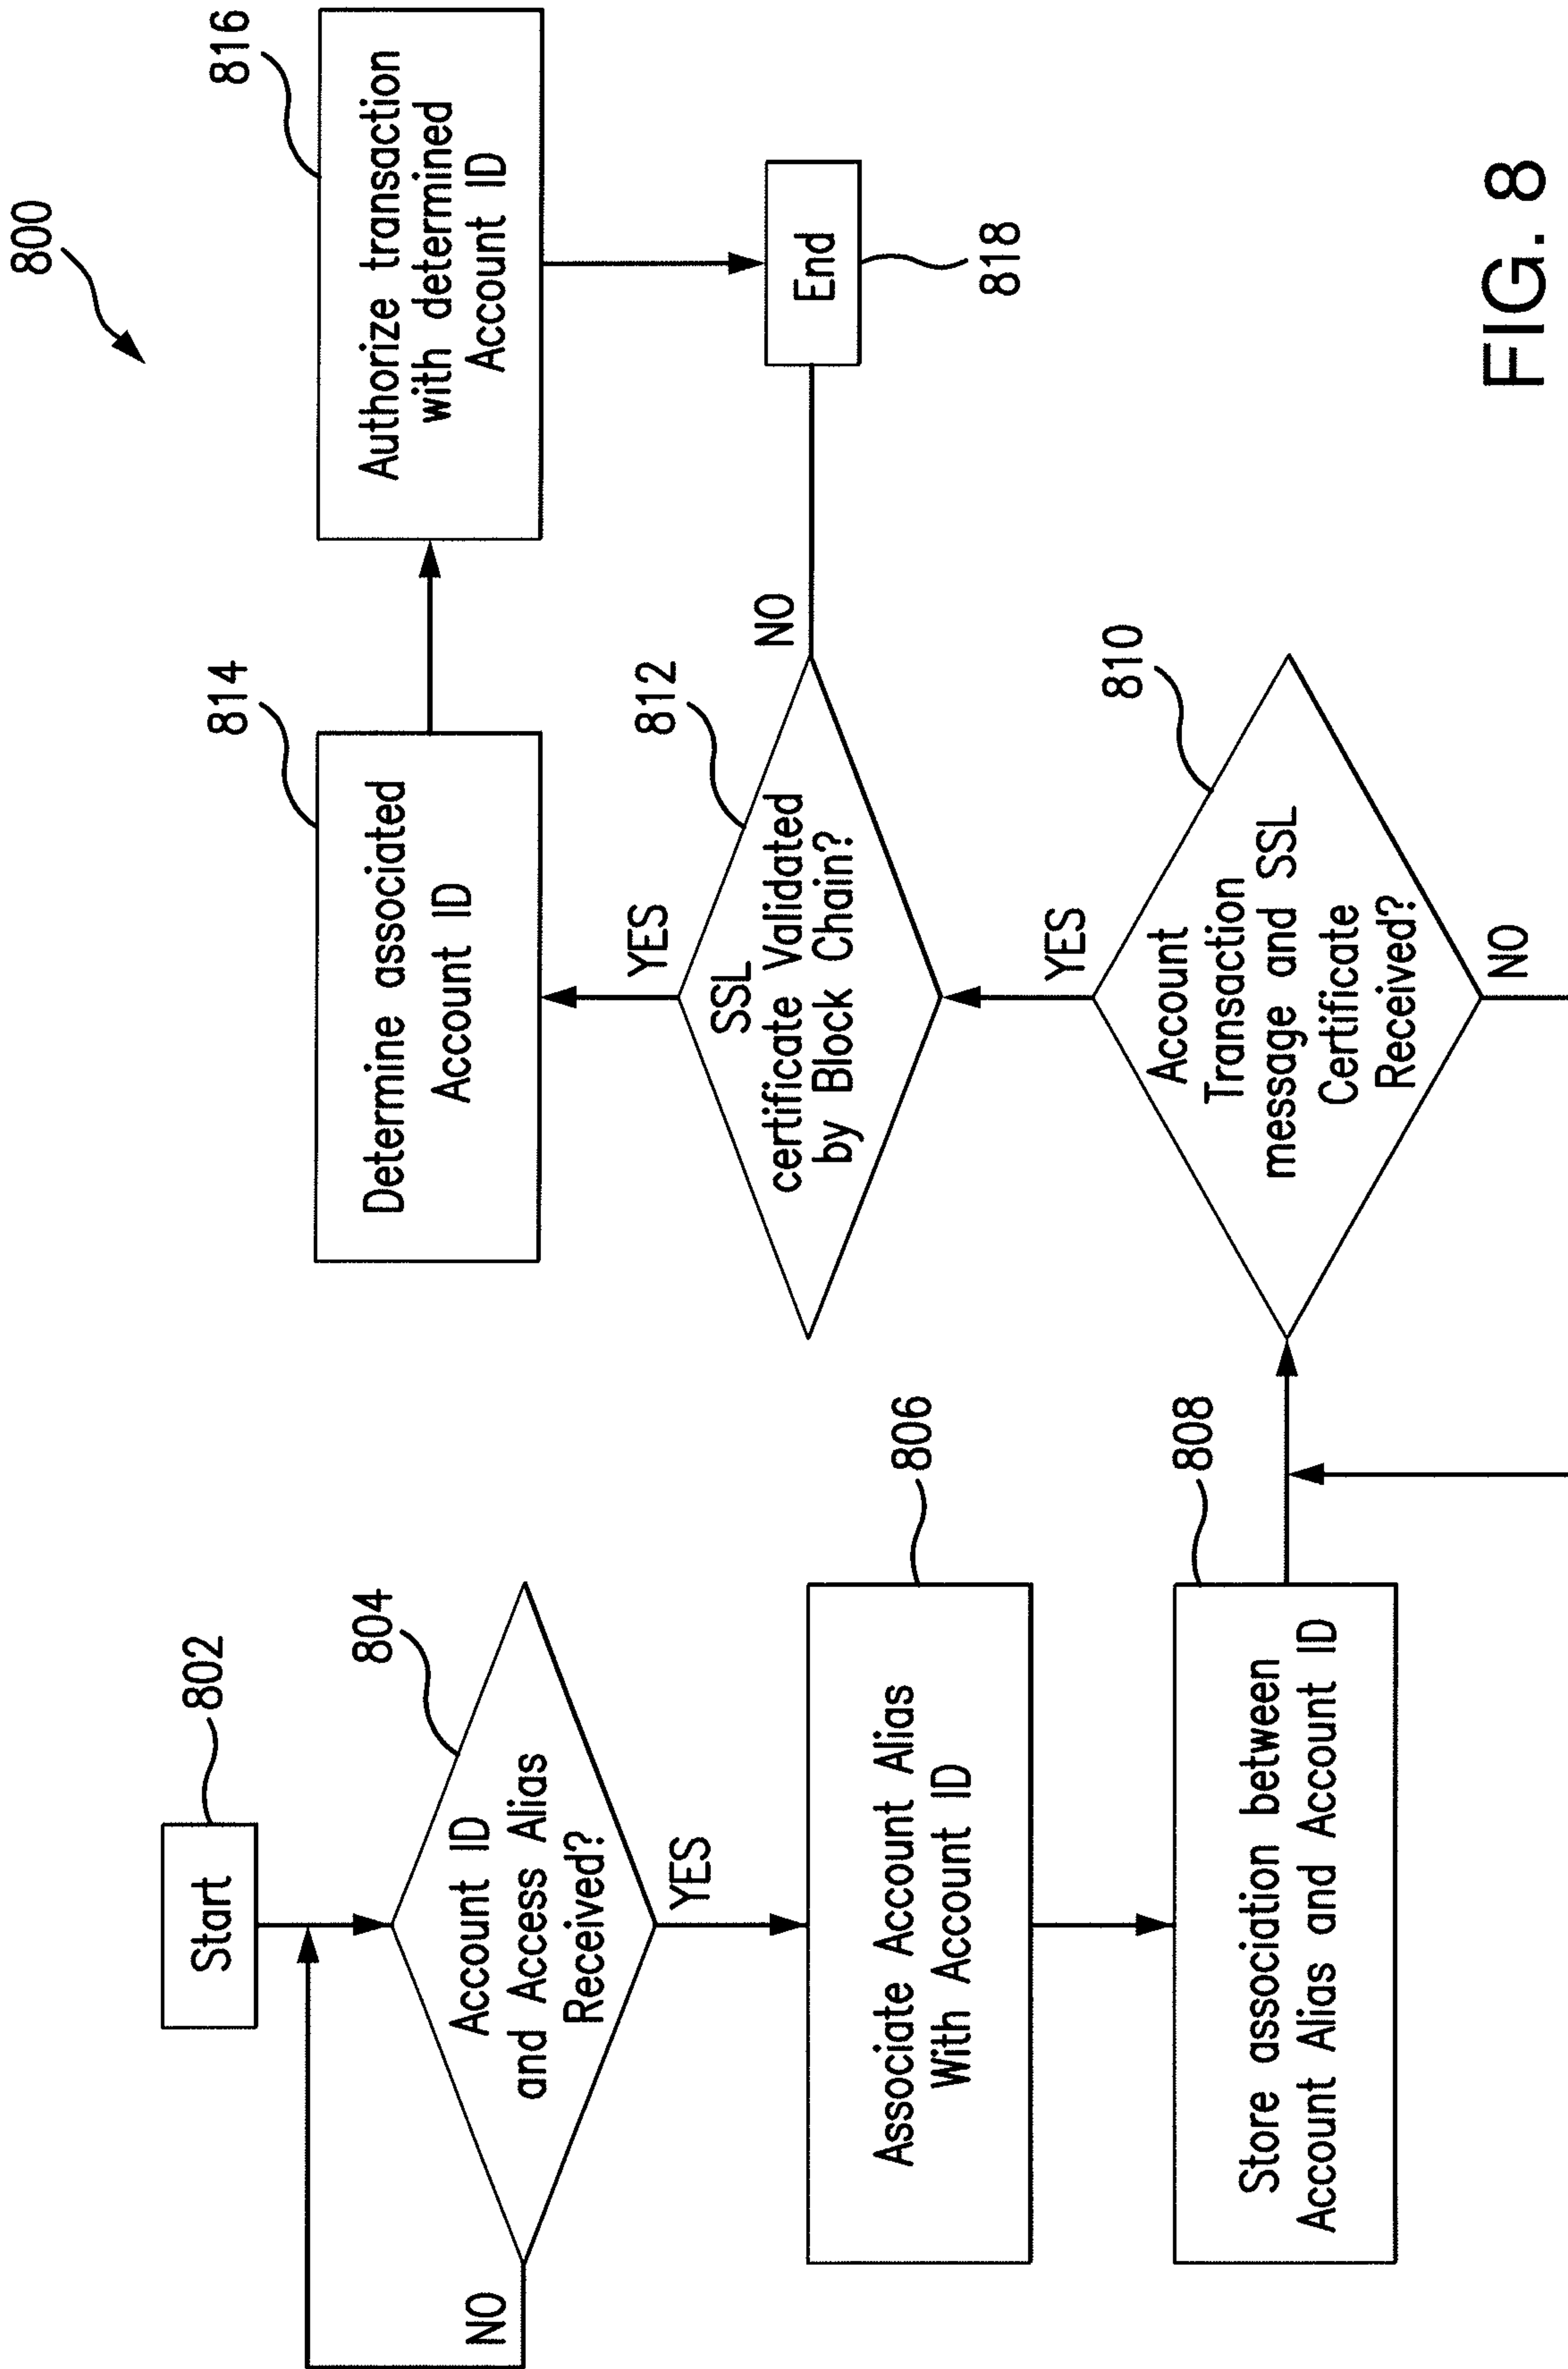 800
Start
802
Account ID
and Access Alias
Received?
804
NO
YES
Associate Account Alias
With Account ID
806
Store association between
Account Alias and Account ID
808
Account
Transaction
message and SSL
Certificate
Received?
810
NO
YES
SSL
certificate Validated
by Block Chain?
812
NO
YES
Determine associated
Account ID
814
Authorize transaction
with determined
Account ID
816
End
818
FIG. 8